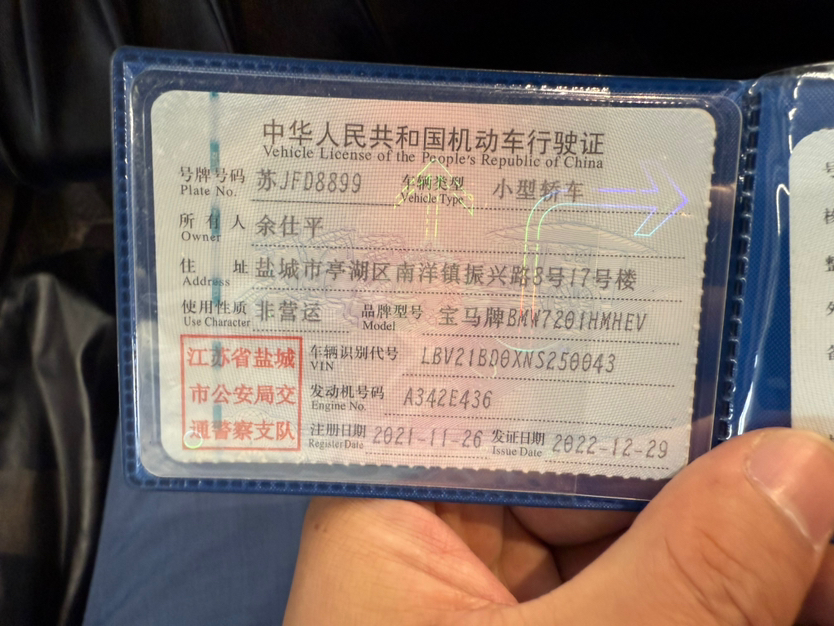 中华人民共和国机动车行驶证
Vehicle License of the People's Republic of China
号牌号码 苏JFD8899 车辆类型 小型轿车
Plate No. Vehicle Type
所有人 余仕平
Owner
住址 盐城市亭湖区南洋镇振兴路8号17号楼
Address
使用性质 非营运 品牌型号 宝马牌BMW7201HMHEV
Use Character Model
江苏省盐城 车辆识别代号 LBV21BD0XNS250043
VIN
市公安局交 发动机号码 A342E436
Engine No.
通警察支队 注册日期 2021-11-26 发证日期 2022-12-29
Register Date Issue Date